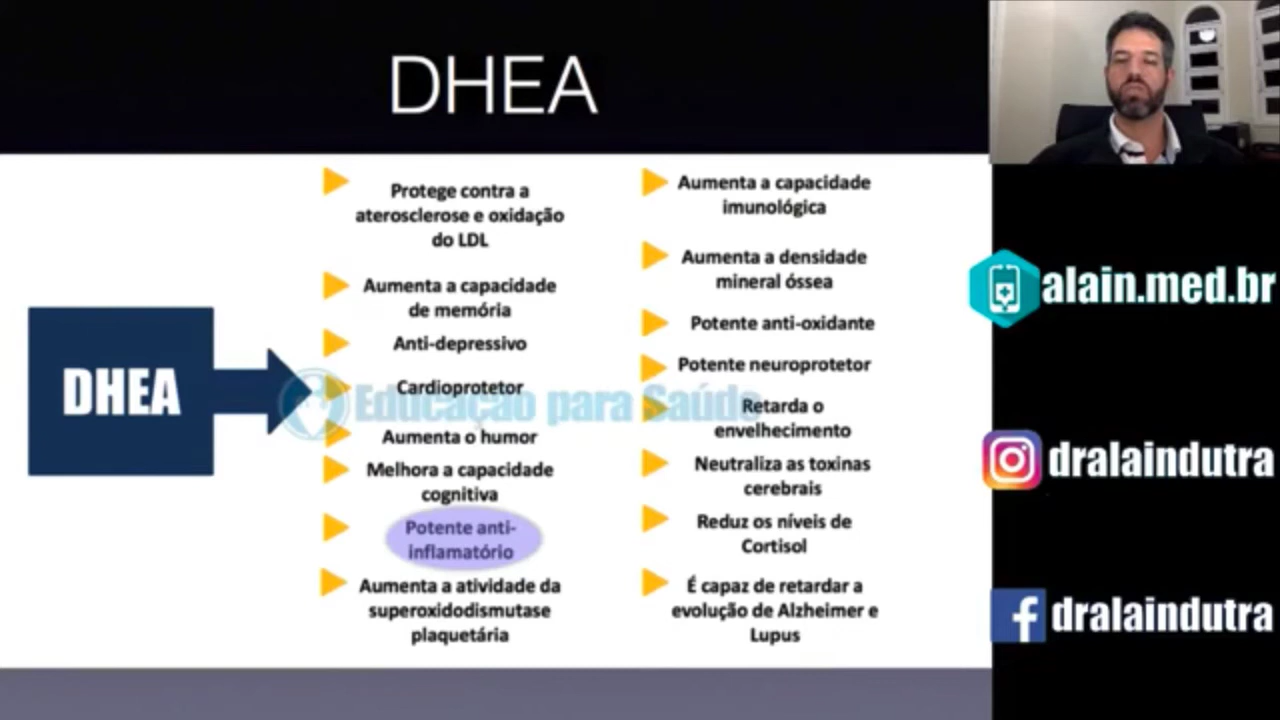 DHEA
DHEA
Protege contra a
aterosclerose e oxidação
do LDL
Aumenta a capacidade
de memória
Anti-depressivo
Cardioprotetor
Aumenta o humor
Melhora a capacidade
cognitiva
Potente anti-
inflamatório
Aumenta a atividade da
superoxidodismutase
plaquetária
Aumenta a capacidade
imunológica
Aumenta a densidade
mineral óssea
Potente anti-oxidante
Potente neuroprotetor
Retarda o
envelhecimento
Neutraliza as toxinas
cerebrais
Reduz os níveis de
Cortisol
É capaz de retardar a
evolução de Alzheimer e
Lupus
Educação para Saúde
alain.med.br
dralaindutra
dralaindutra